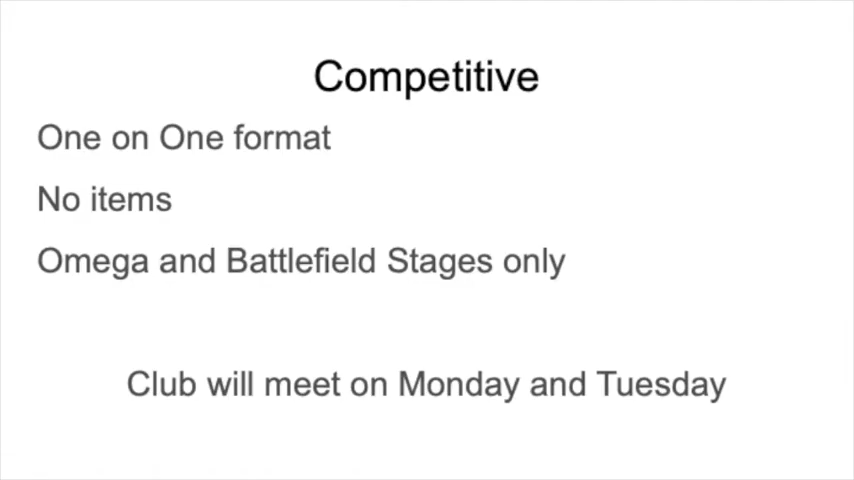 Competitive
One on One format
No items
Omega and Battlefield Stages only
Club will meet on Monday and Tuesday